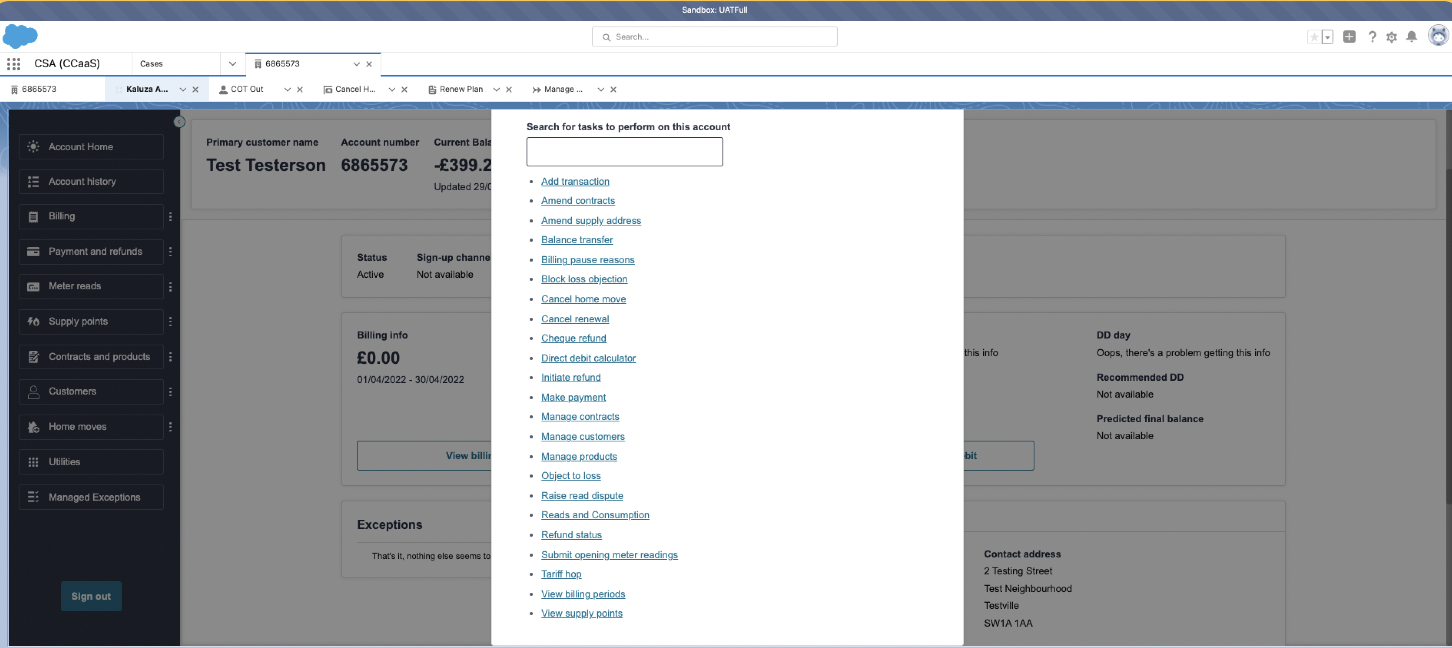 Sandbox: UATFull
Search...
CSA (CCaaS)
Cases
6865573
6865573
Kaluza A...
COT Out
Cancel H...
Renew Plan
Manage ...
Account Home
Account history
Billing
Payment and refunds
Meter reads
Supply points
Contracts and products
Customers
Home moves
Utilities
Managed Exceptions
Sign out
Primary customer name Account number Current Bala
Test Testerson 6865573 -£399.2
Updated 29/0
Status Sign-up channe
Active Not available
Billing info
£0.00
01/04/2022 - 30/04/2022
View billin
Exceptions
That's it, nothing else seems to
Search for tasks to perform on this account
Add transaction
Amend contracts
Amend supply address
Balance transfer
Billing pause reasons
Block loss objection
Cancel home move
Cancel renewal
Cheque refund
Direct debit calculator
Initiate refund
Make payment
Manage contracts
Manage customers
Manage products
Object to loss
Raise read dispute
Reads and Consumption
Refund status
Submit opening meter readings
Tariff hop
View billing periods
View supply points
this info
bit
DD day
Oops, there's a problem getting this info
Recommended DD
Not available
Predicted final balance
Not available
Contact address
2 Testing Street
Test Neighbourhood
Testville
SW1A 1AA